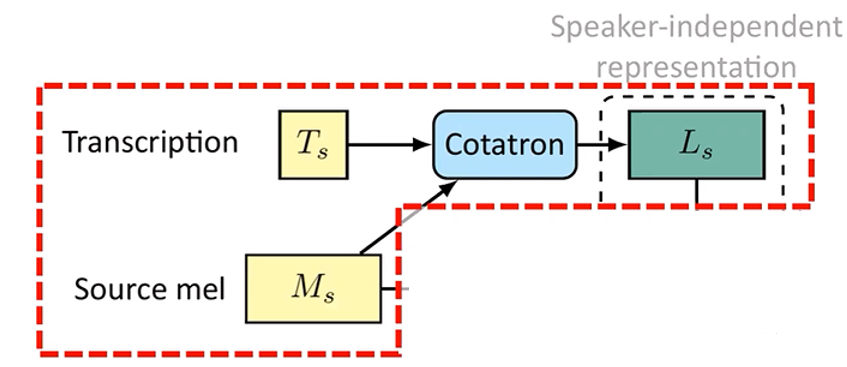 Speaker-independent
representation
Transcription
T_s
Cotatron
L_s
Source mel
M_s